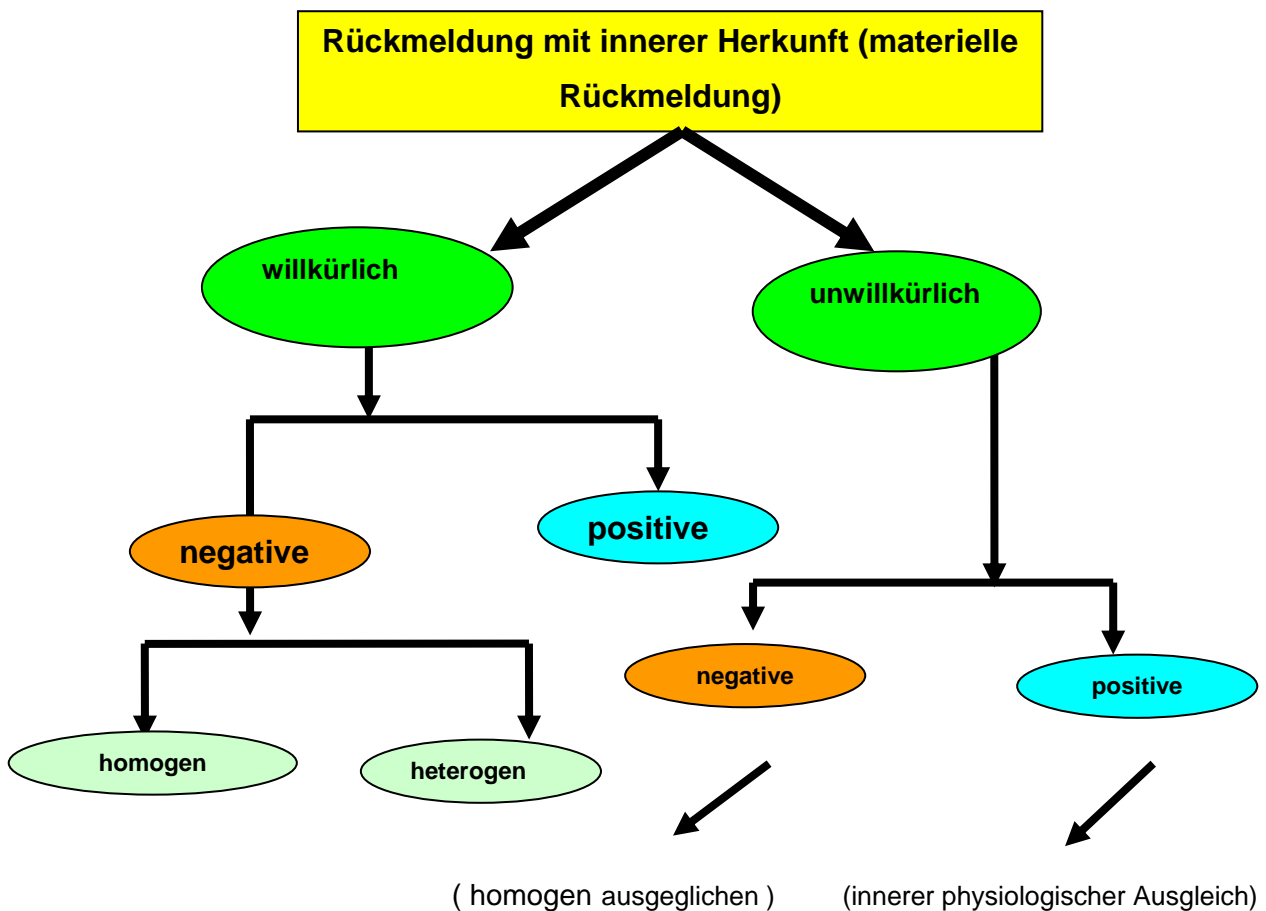 Rückmeldung mit innerer Herkunft (materielle
Rückmeldung)
willkürlich
unwillkürlich
positive
negative
negative
positive
homogen
heterogen
( homogen ausgeglichen )
(innerer physiologischer Ausgleich)